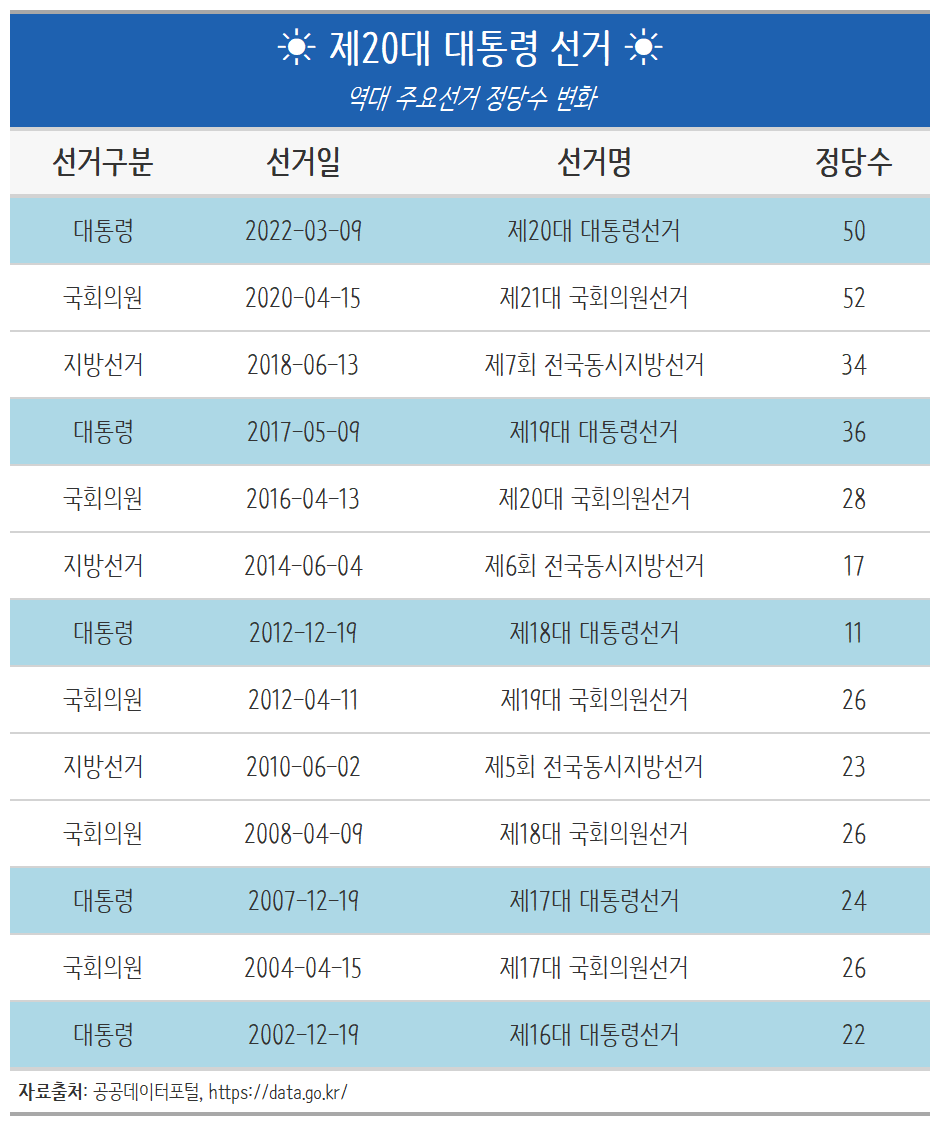 ☀ 제20대 대통령 선거 ☀
역대 주요선거 정당수 변화
선거구분 선거일 선거명 정당수
대통령 2022-03-09 제20대 대통령선거 50
국회의원 2020-04-15 제21대 국회의원선거 52
지방선거 2018-06-13 제7회 전국동시지방선거 34
대통령 2017-05-09 제19대 대통령선거 36
국회의원 2016-04-13 제20대 국회의원선거 28
지방선거 2014-06-04 제6회 전국동시지방선거 17
대통령 2012-12-19 제18대 대통령선거 11
국회의원 2012-04-11 제19대 국회의원선거 26
지방선거 2010-06-02 제5회 전국동시지방선거 23
국회의원 2008-04-09 제18대 국회의원선거 26
대통령 2007-12-19 제17대 대통령선거 24
국회의원 2004-04-15 제17대 국회의원선거 26
대통령 2002-12-19 제16대 대통령선거 22
자료출처: 공공데이터포털, https://data.go.kr/